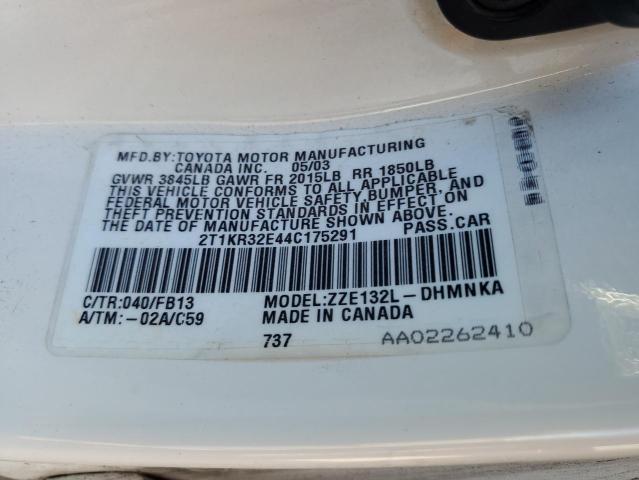 MFD.BY:TOYOTA MOTOR MANUFACTURING
CANADA INC. 05/03
GVWR 3845LB GAWR FR 2015LB RR 1850LB
THIS VEHICLE CONFORMS TO ALL APPLICABLE
FEDERAL MOTOR VEHICLE SAFETY,BUMPER, AND
THEFT PREVENTION STANDARDS IN EFFECT ON
THE DATE OF MANUFACTURE SHOWN ABOVE.
2T1KR32E44C175291 PASS.CAR
C/TR:040/FB13 MODEL:ZZE132L-DHMNKA
A/TM:-02A/C59 MADE IN CANADA
737 AA02262410